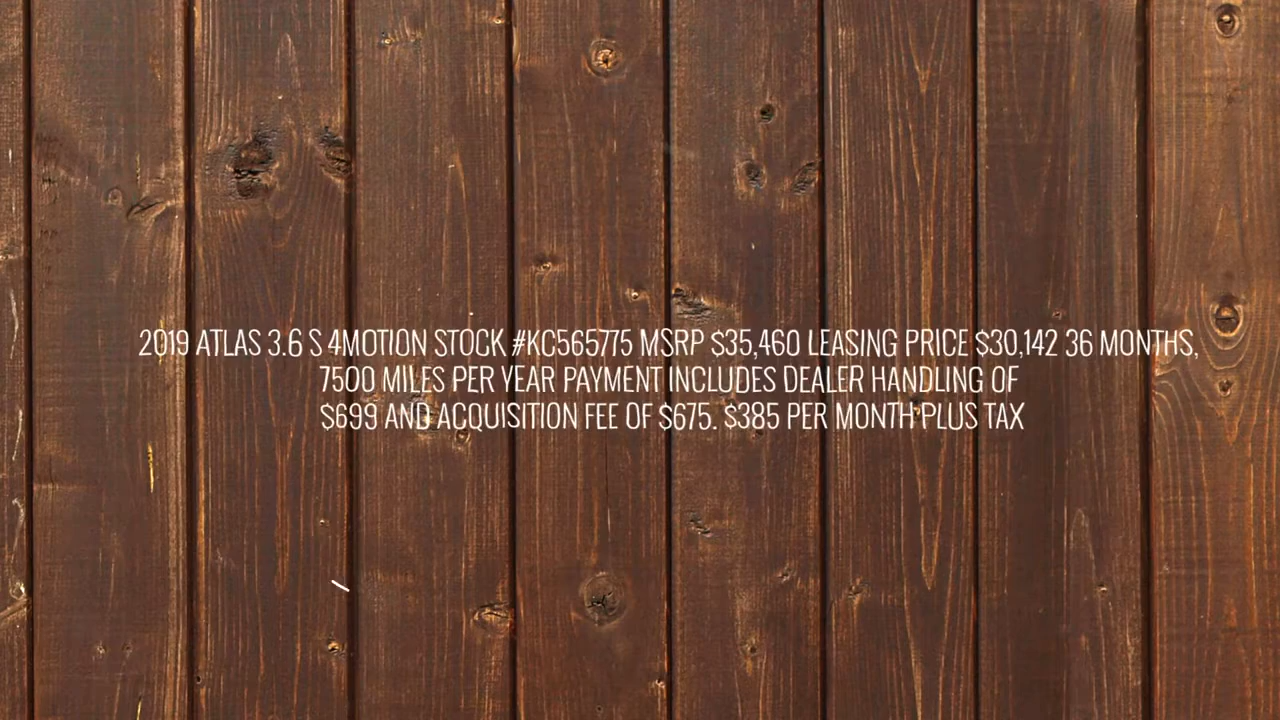 2019 ATLAS 3.6 S 4MOTION STOCK #KC565775 MSRP $35,460 LEASING PRICE $30,142 36 MONTHS,
7500 MILES PER YEAR PAYMENT INCLUDES DEALER HANDLING OF
$699 AND ACQUISITION FEE OF $675. $385 PER MONTH PLUS TAX